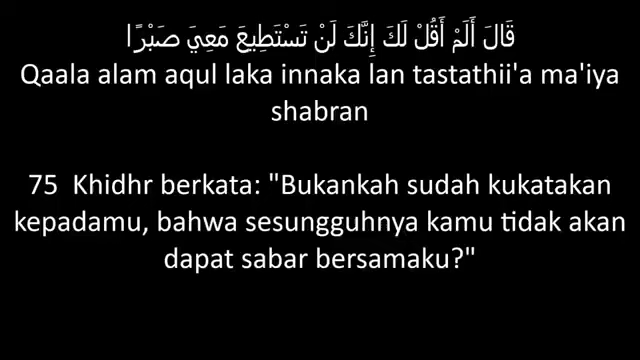 قَالَ أَلَمْ أَقُلْ لَكَ إِنَّكَ لَنْ تَسْتَطِيعَ مَعِيَ صَبْرًا
Qaala alam aqul laka innaka lan tastathii'a ma'iya
shabran
75 Khidhr berkata: "Bukankah sudah kukatakan
kepadamu, bahwa sesungguhnya kamu tidak akan
dapat sabar bersamaku?"